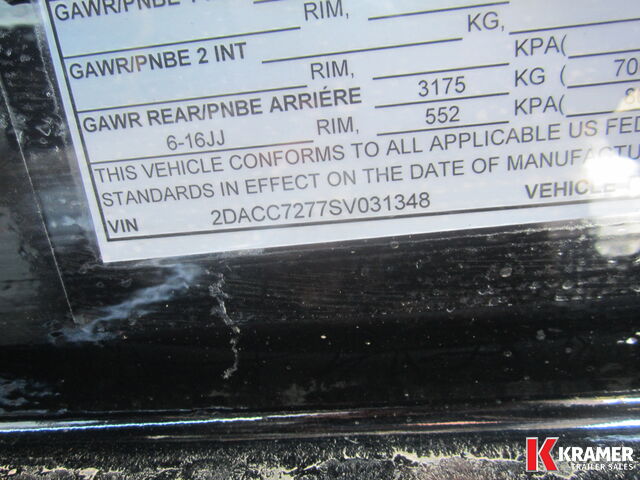 GAWR/PNBE RIM,
GAWR/PNBE 2 INT KG,
RIM, KPA(
GAWR REAR/PNBE ARRIÉRE 3175 KG ( 70
6-16JJ RIM, 552 KPA(
THIS VEHICLE CONFORMS TO ALL APPLICABLE US FED
STANDARDS IN EFFECT ON THE DATE OF MANUFACTU
VIN 2DACC7277SV031348 VEHICLE
KRAMER
TRAILER SALES